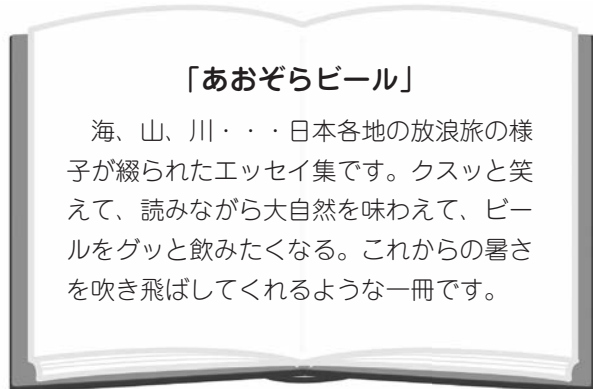 「あおぞらビール」
　海、山、川・・・日本各地の放浪旅の様
子が綴られたエッセイ集です。クスッと笑
えて、読みながら大自然を味わえて、ビー
ルをグッと飲みたくなる。これからの暑さ
を吹き飛ばしてくれるような一冊です。